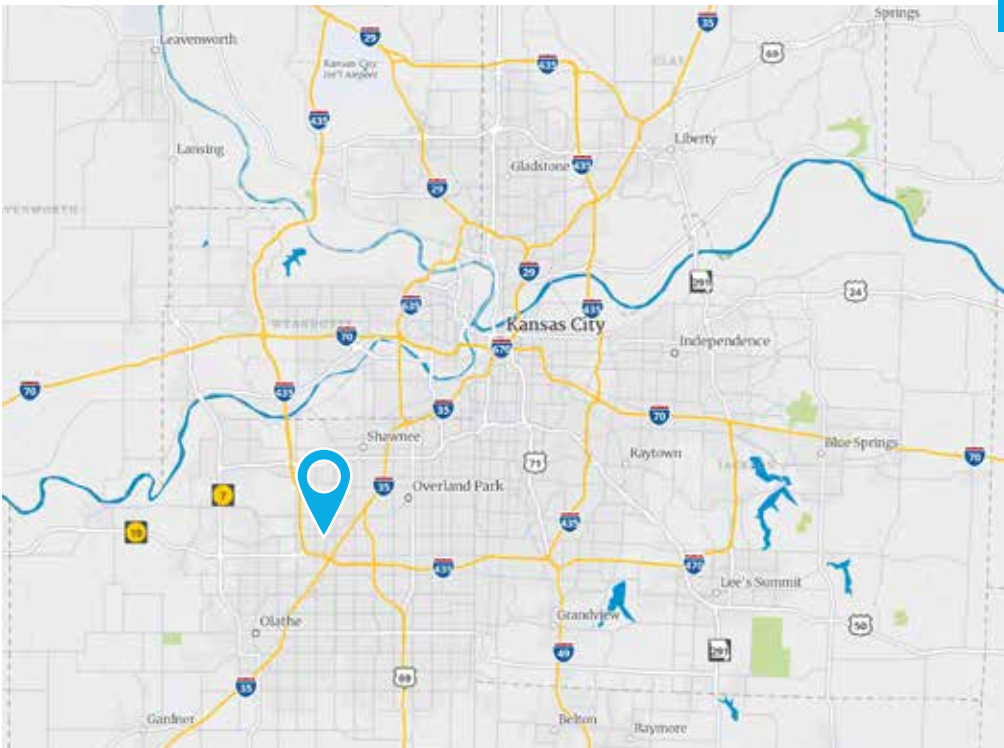 Springs
35
29
Leavenworth
69
Kansas City
Int'l Airport
CLAY
435
435
Liberty
Lansing
Gladstone
435
29
29
291
24
635
435
WYANDOTTE
Kansas City
70
670
Independence
70
435
35
70
Shawnee
Blue Springs
71
Raytown
70
35
Overland Park
7
10
435
435
470
Lee's Summit
Grandview
50
Olathe
49
291
69
35
Gardner
Belton
Raymore